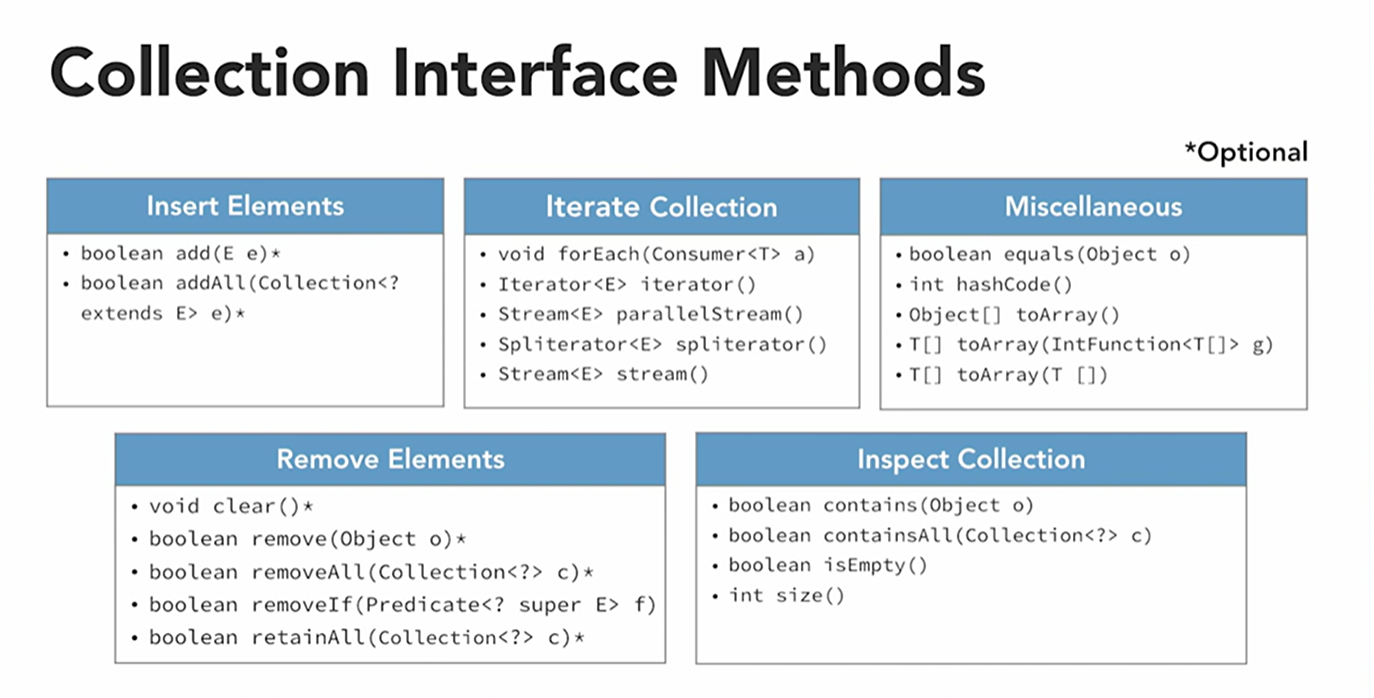 Collection Interface Methods
*Optional
Insert Elements
• boolean add(E e)*
• boolean addAll(Collection<?
extends E> e)*
Iterate Collection
• void forEach(Consumer<T> a)
• Iterator<E> iterator()
• Stream<E> parallelStream()
• Spliterator<E> spliterator()
• Stream<E> stream()
Miscellaneous
• boolean equals(Object o)
• int hashCode()
• Object[] toArray()
• T[] toArray(IntFunction<T[]> g)
• T[] toArray(T [])
Remove Elements
• void clear()*
• boolean remove(Object o)*
• boolean removeAll(Collection<?> c)*
• boolean removeIf(Predicate<? super E> f)
• boolean retainAll(Collection<?> c)*
Inspect Collection
• boolean contains(Object o)
• boolean containsAll(Collection<?> c)
• boolean isEmpty()
• int size()